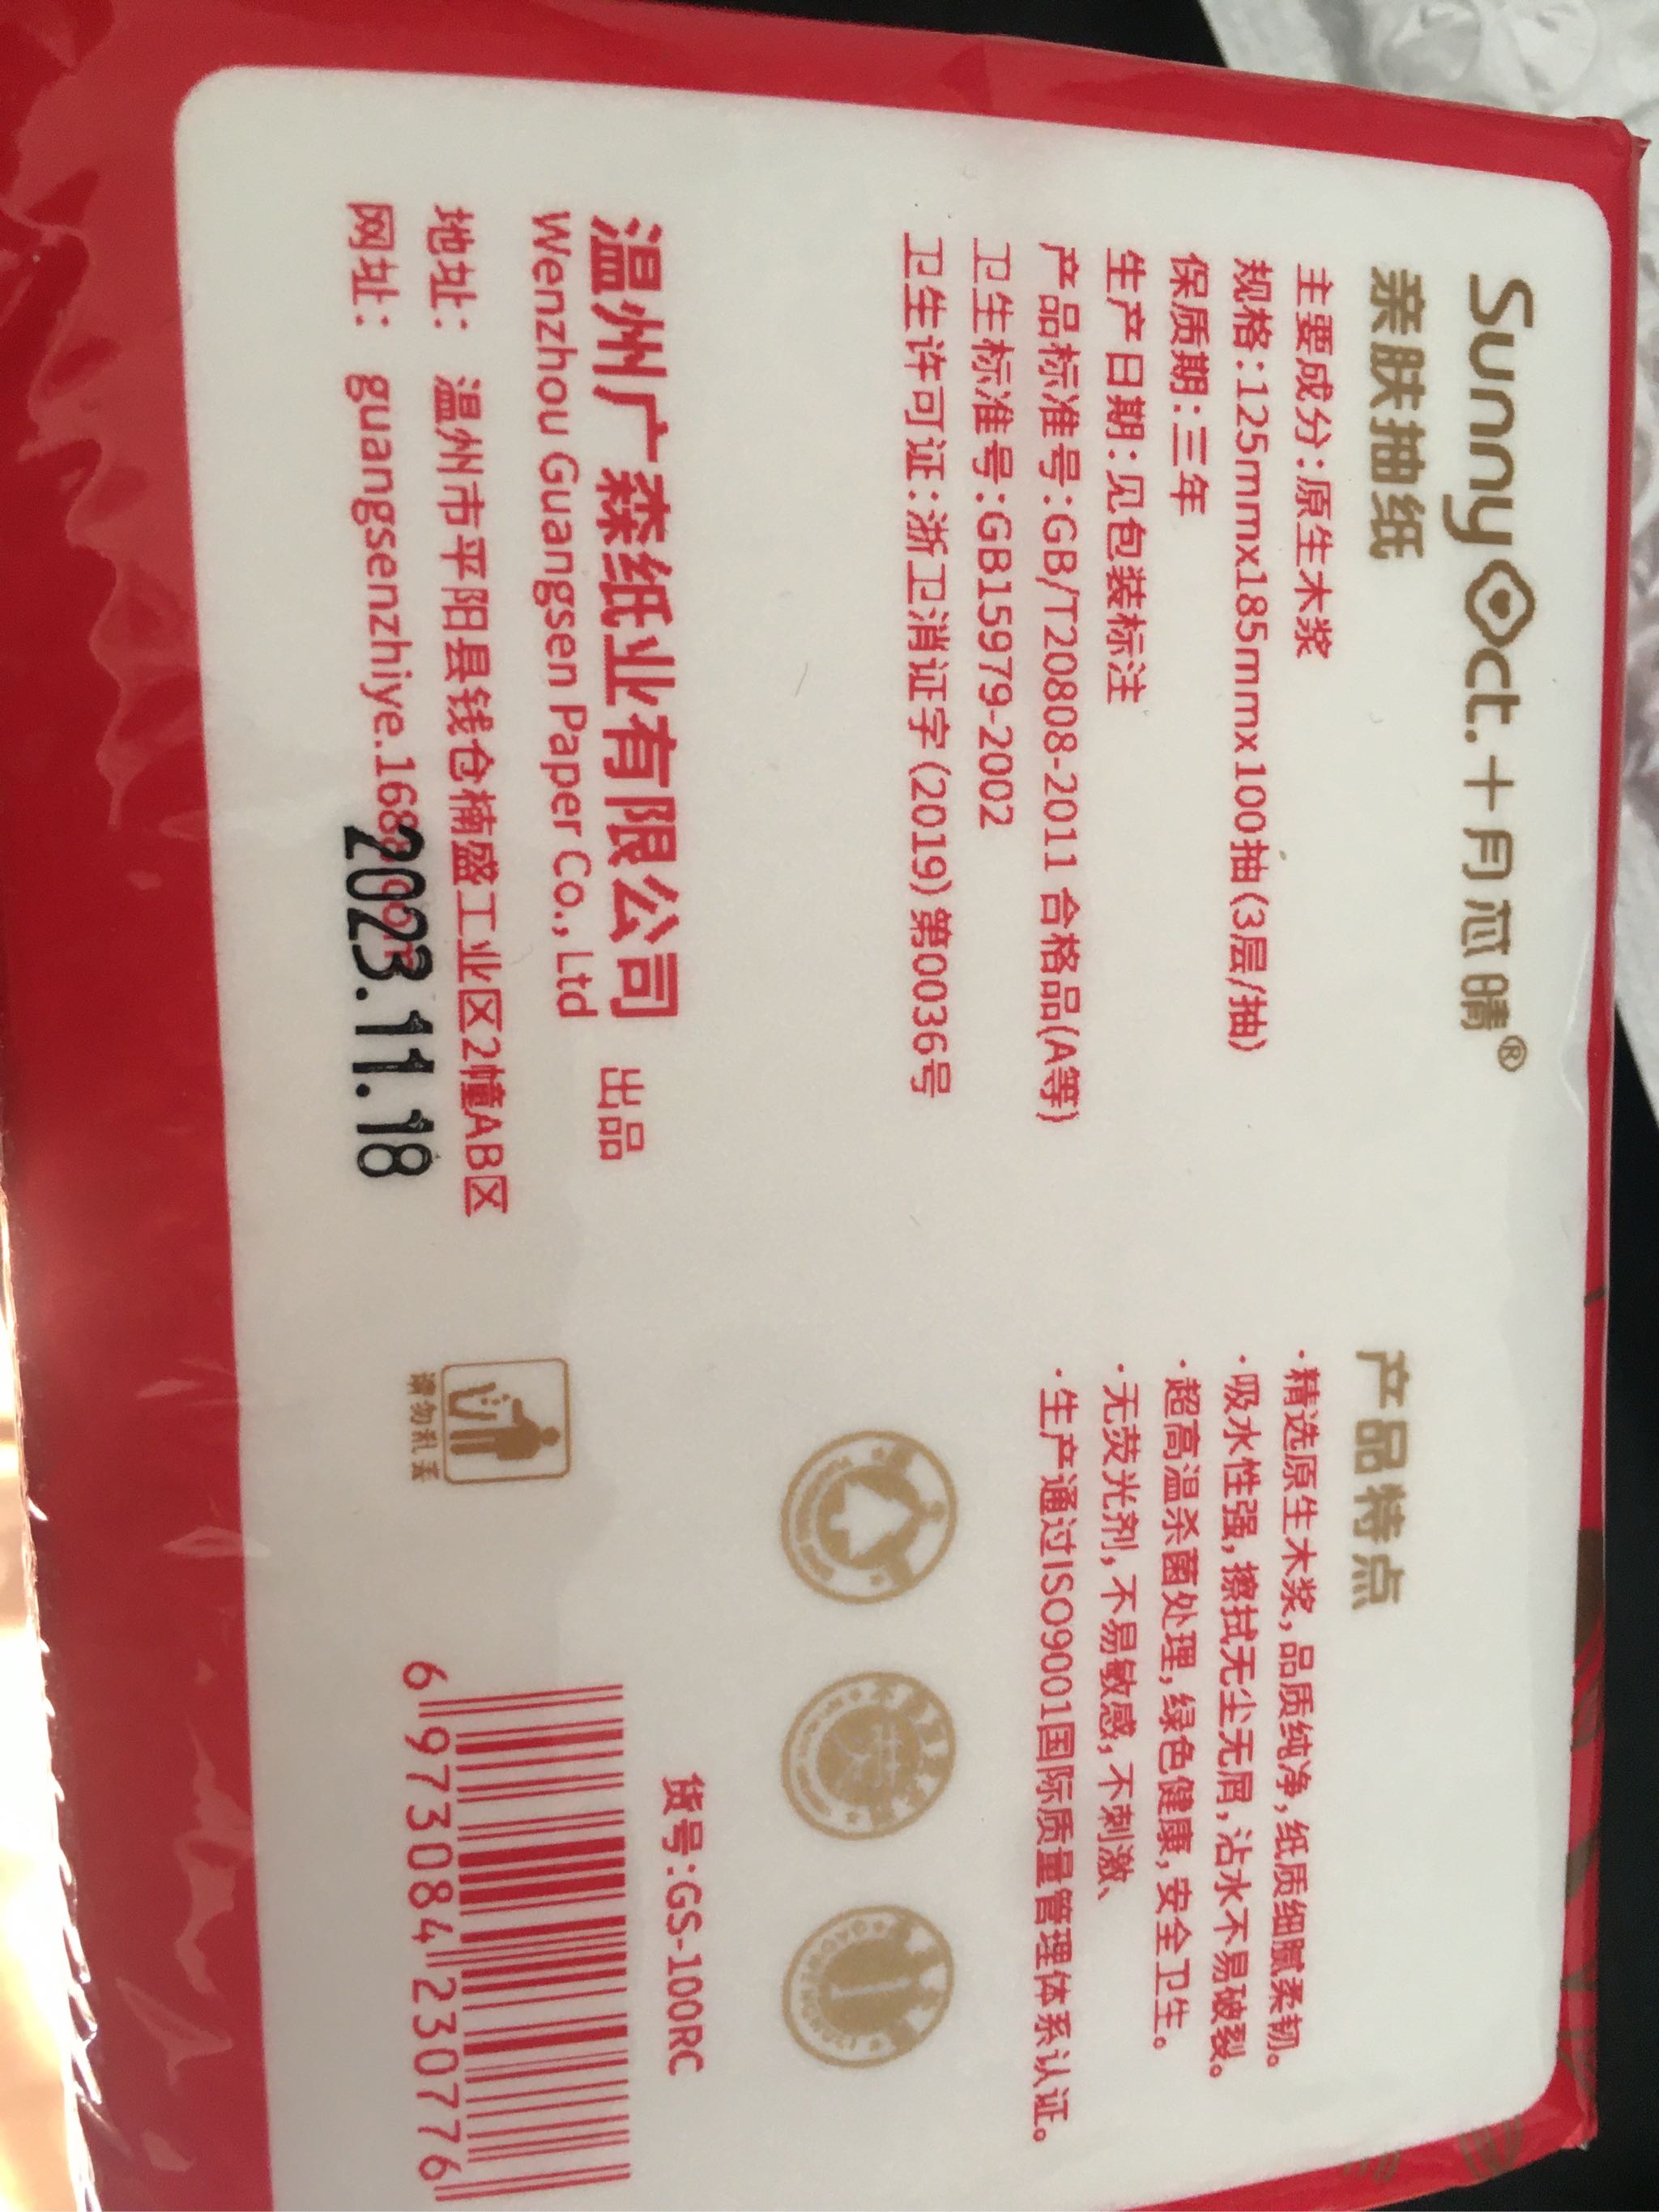 SunnyOct.十月芯晴®
亲肤抽纸
主要成分:原生木浆
规格:125mmx185mmx100抽(3层/抽)
保质期:三年
生产日期:见包装标注
产品标准号:GB/T20808-2011 合格品(A等)
卫生标准号:GB15979-2002
卫生许可证:浙卫消证字(2019)第0036号
温州广森纸业有限公司 出品
Wenzhou Guangsen Paper Co., Ltd
地址: 温州市平阳县钱仓楠盛工业区2幢AB区
网址: guangsenzhiye.1688.com
2023.11.18
产品特点
·精选原生木浆,品质纯净,纸质细腻柔韧。
·吸水性强,擦拭无尘无屑,沾水不易破裂。
·超高温杀菌处理,绿色健康,安全卫生。
·无荧光剂,不易敏感,不刺激、
·生产通过ISO9001国际质量管理体系认证。
货号:GS-100RC
请勿乱丢
6 973084 230776